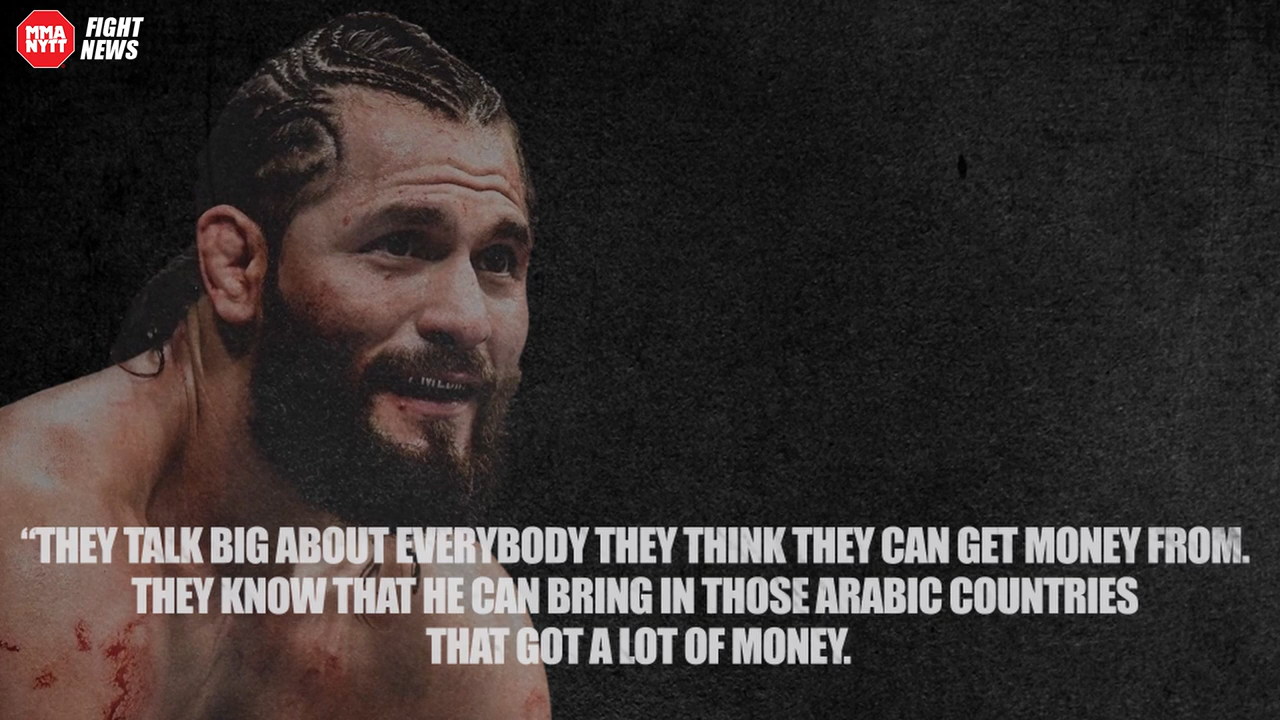 MMA
NYTT
FIGHT
NEWS
“THEY TALK BIG ABOUT EVERYBODY THEY THINK THEY CAN GET MONEY FROM.
THEY KNOW THAT HE CAN BRING IN THOSE ARABIC COUNTRIES
THAT GOT A LOT OF MONEY.